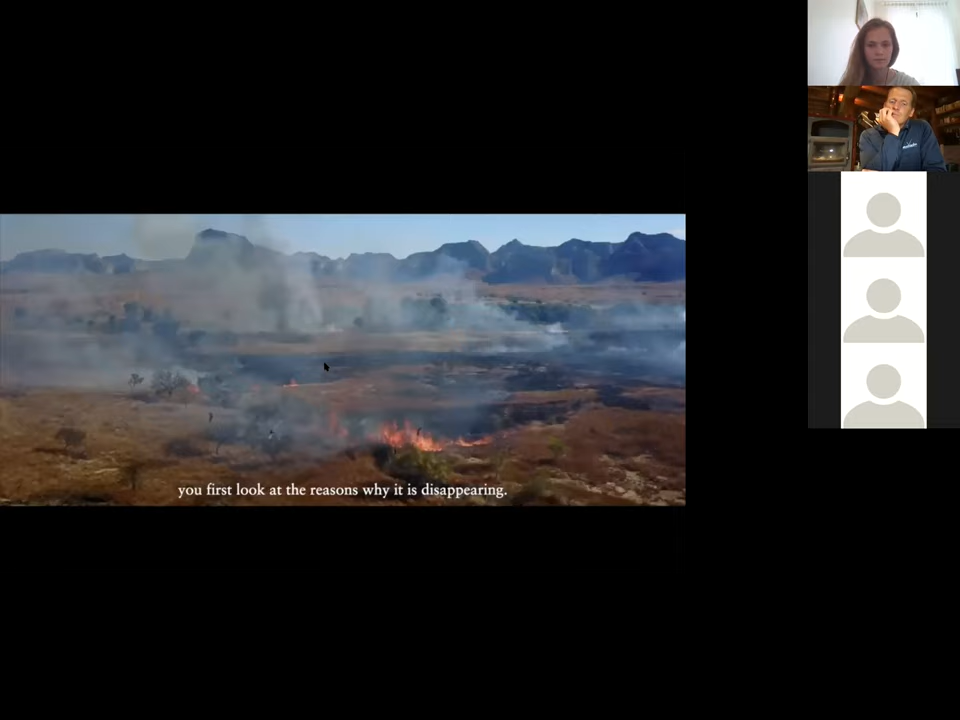 you first look at the reasons why it is disappearing.